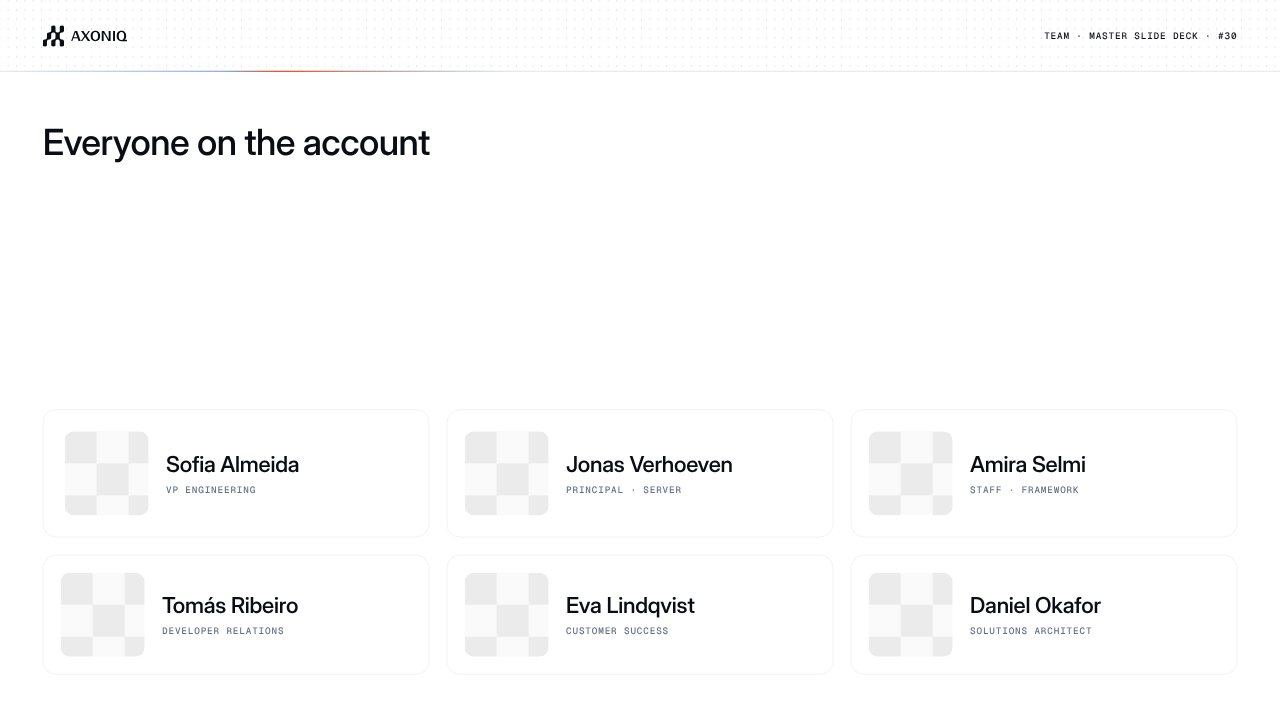 AXONIQ
TEAM · MASTER SLIDE DECK · #30
Everyone on the account
Sofia Almeida
VP ENGINEERING
Jonas Verhoeven
PRINCIPAL · SERVER
Amira Selmi
STAFF · FRAMEWORK
Tomás Ribeiro
DEVELOPER RELATIONS
Eva Lindqvist
CUSTOMER SUCCESS
Daniel Okafor
SOLUTIONS ARCHITECT